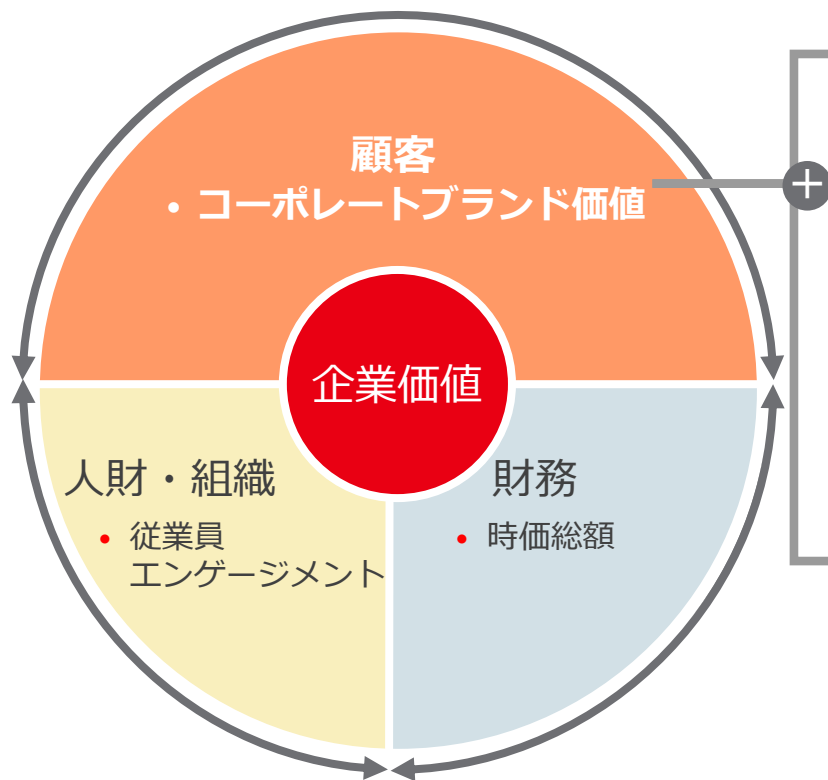 顧客
• コーポレートブランド価値
企業価値
人財・組織
• 従業員
エンゲージメント
財務
• 時価総額